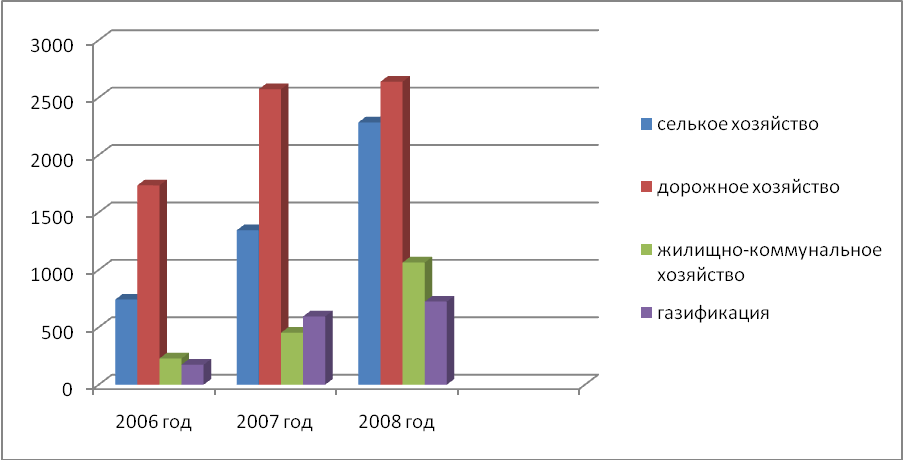 3000
2500
2000
1500
1000
500
0
2006 год
2007 год
2008 год
селькое хозяйство
дорожное хозяйство
жилищно-коммунальное
хозяйство
газификация